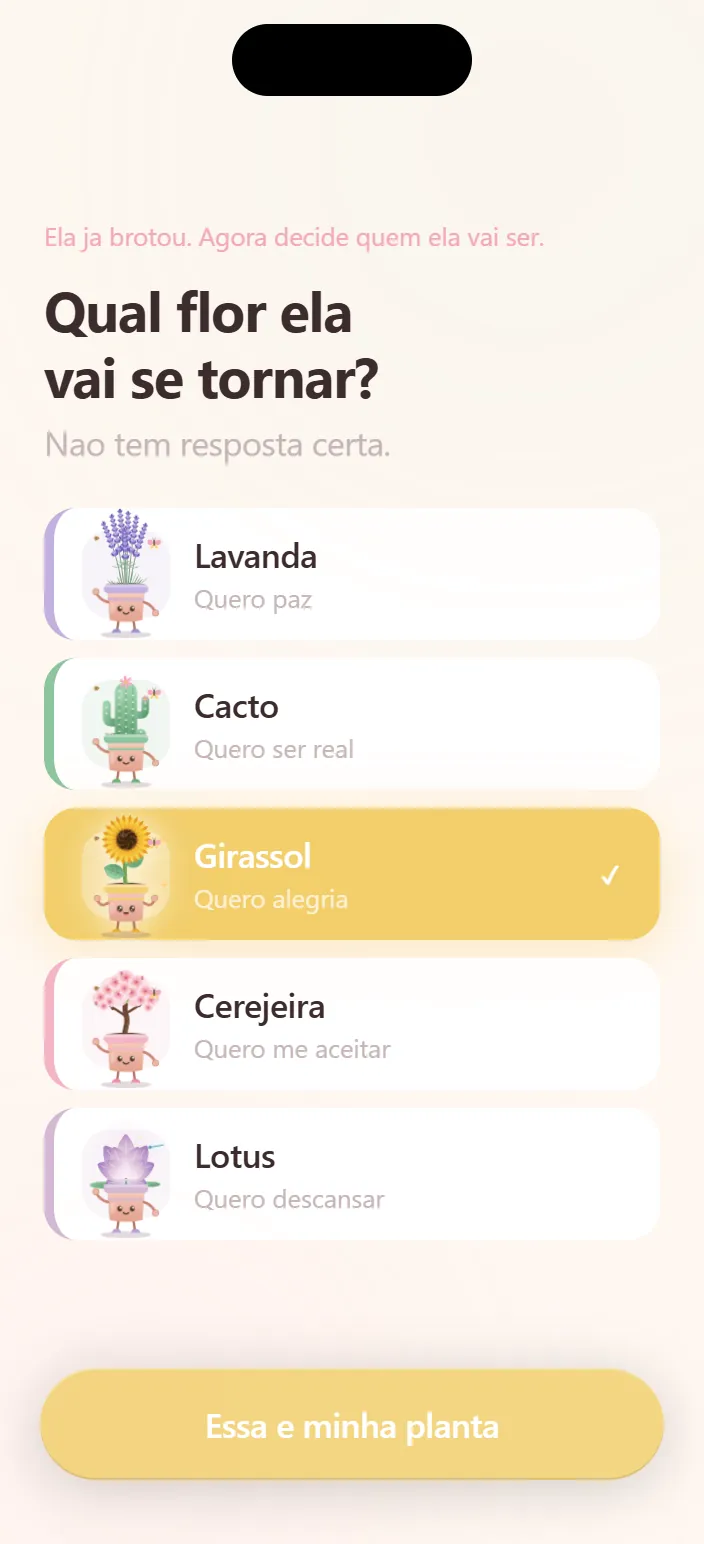 Ela ja brotou. Agora decide quem ela vai ser.
Qual flor ela
vai se tornar?
Nao tem resposta certa.
Lavanda
Quero paz
Cacto
Quero ser real
Girassol
Quero alegria
✓
Cerejeira
Quero me aceitar
Lotus
Quero descansar
Essa e minha planta